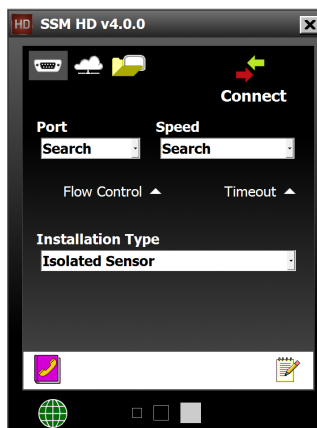 HD SSM HD v4.0.0
Connect
Port Speed
Search Search
Flow Control Timeout
Installation Type
Isolated Sensor